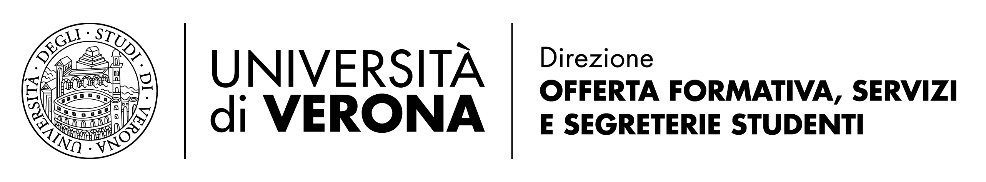 UNIVERSITÀ · DEGLI · STUDI · DI · VERONA ·
UNIVERSITÀ
di VERONA
Direzione
OFFERTA FORMATIVA, SERVIZI
E SEGRETERIE STUDENTI